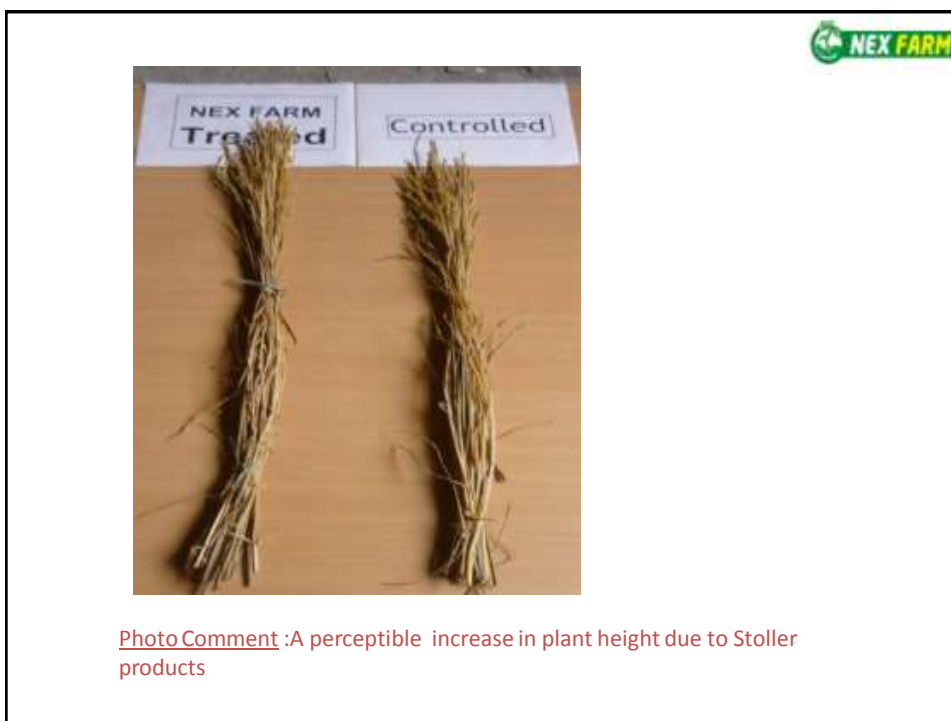 NEX FARM
NEX FARM
Treated
Controlled
Photo Comment :A perceptible increase in plant height due to Stoller
products